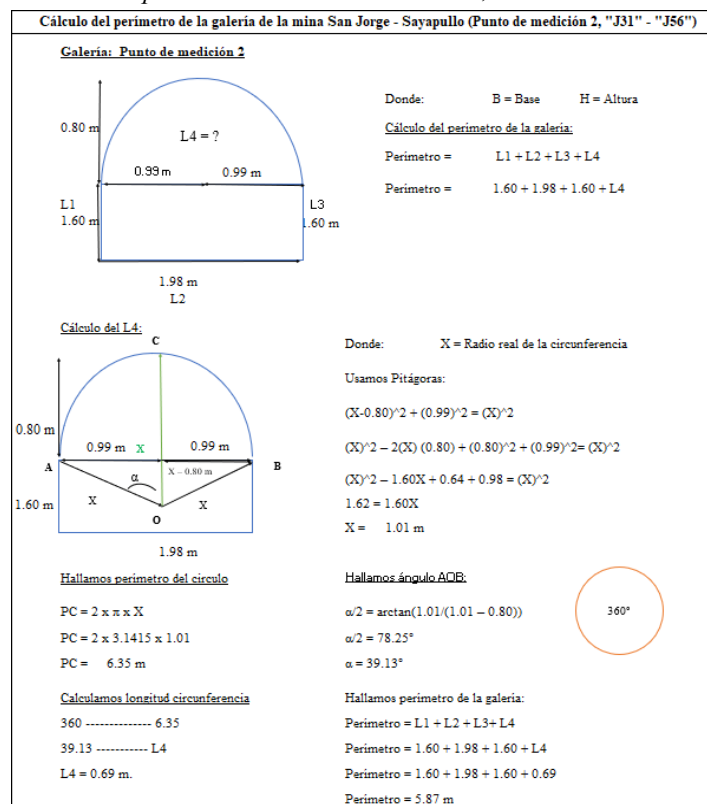 Cálculo del perímetro de la galería de la mina San Jorge - Sayapullo (Punto de medición 2, "J31" - "J56")
Galería: Punto de medición 2
0.80 m
L4 = ?
0.99 m 0.99 m
L1
1.60 m
L3
1.60 m
1.98 m
L2
Donde: B = Base H = Altura
Cálculo del perimetro de la galeria:
Perimetro = L1 + L2 + L3 + L4
Perimetro = 1.60 + 1.98 + 1.60 + L4
Cálculo del L4:
C
0.80 m
0.99 m X 0.99 m
A
X – 0.80 m
B
α
1.60 m
X X
O
1.98 m
Donde: X = Radio real de la circunferencia
Usamos Pitágoras:
(X-0.80)^2 + (0.99)^2 = (X)^2
(X)^2 – 2(X) (0.80) + (0.80)^2 + (0.99)^2= (X)^2
(X)^2 – 1.60X + 0.64 + 0.98 = (X)^2
1.62 = 1.60X
X = 1.01 m
Hallamos perimetro del circulo
PC = 2 x π x X
PC = 2 x 3.1415 x 1.01
PC = 6.35 m
Hallamos ángulo AOB:
α/2 = arctan(1.01/(1.01 – 0.80))
α/2 = 78.25°
α = 39.13°
360°
Calculamos longitud circunferencia
360 -------------- 6.35
39.13 ----------- L4
L4 = 0.69 m.
Hallamos perimetro de la galeria:
Perimetro = L1 + L2 + L3+ L4
Perimetro = 1.60 + 1.98 + 1.60 + L4
Perimetro = 1.60 + 1.98 + 1.60 + 0.69
Perimetro = 5.87 m